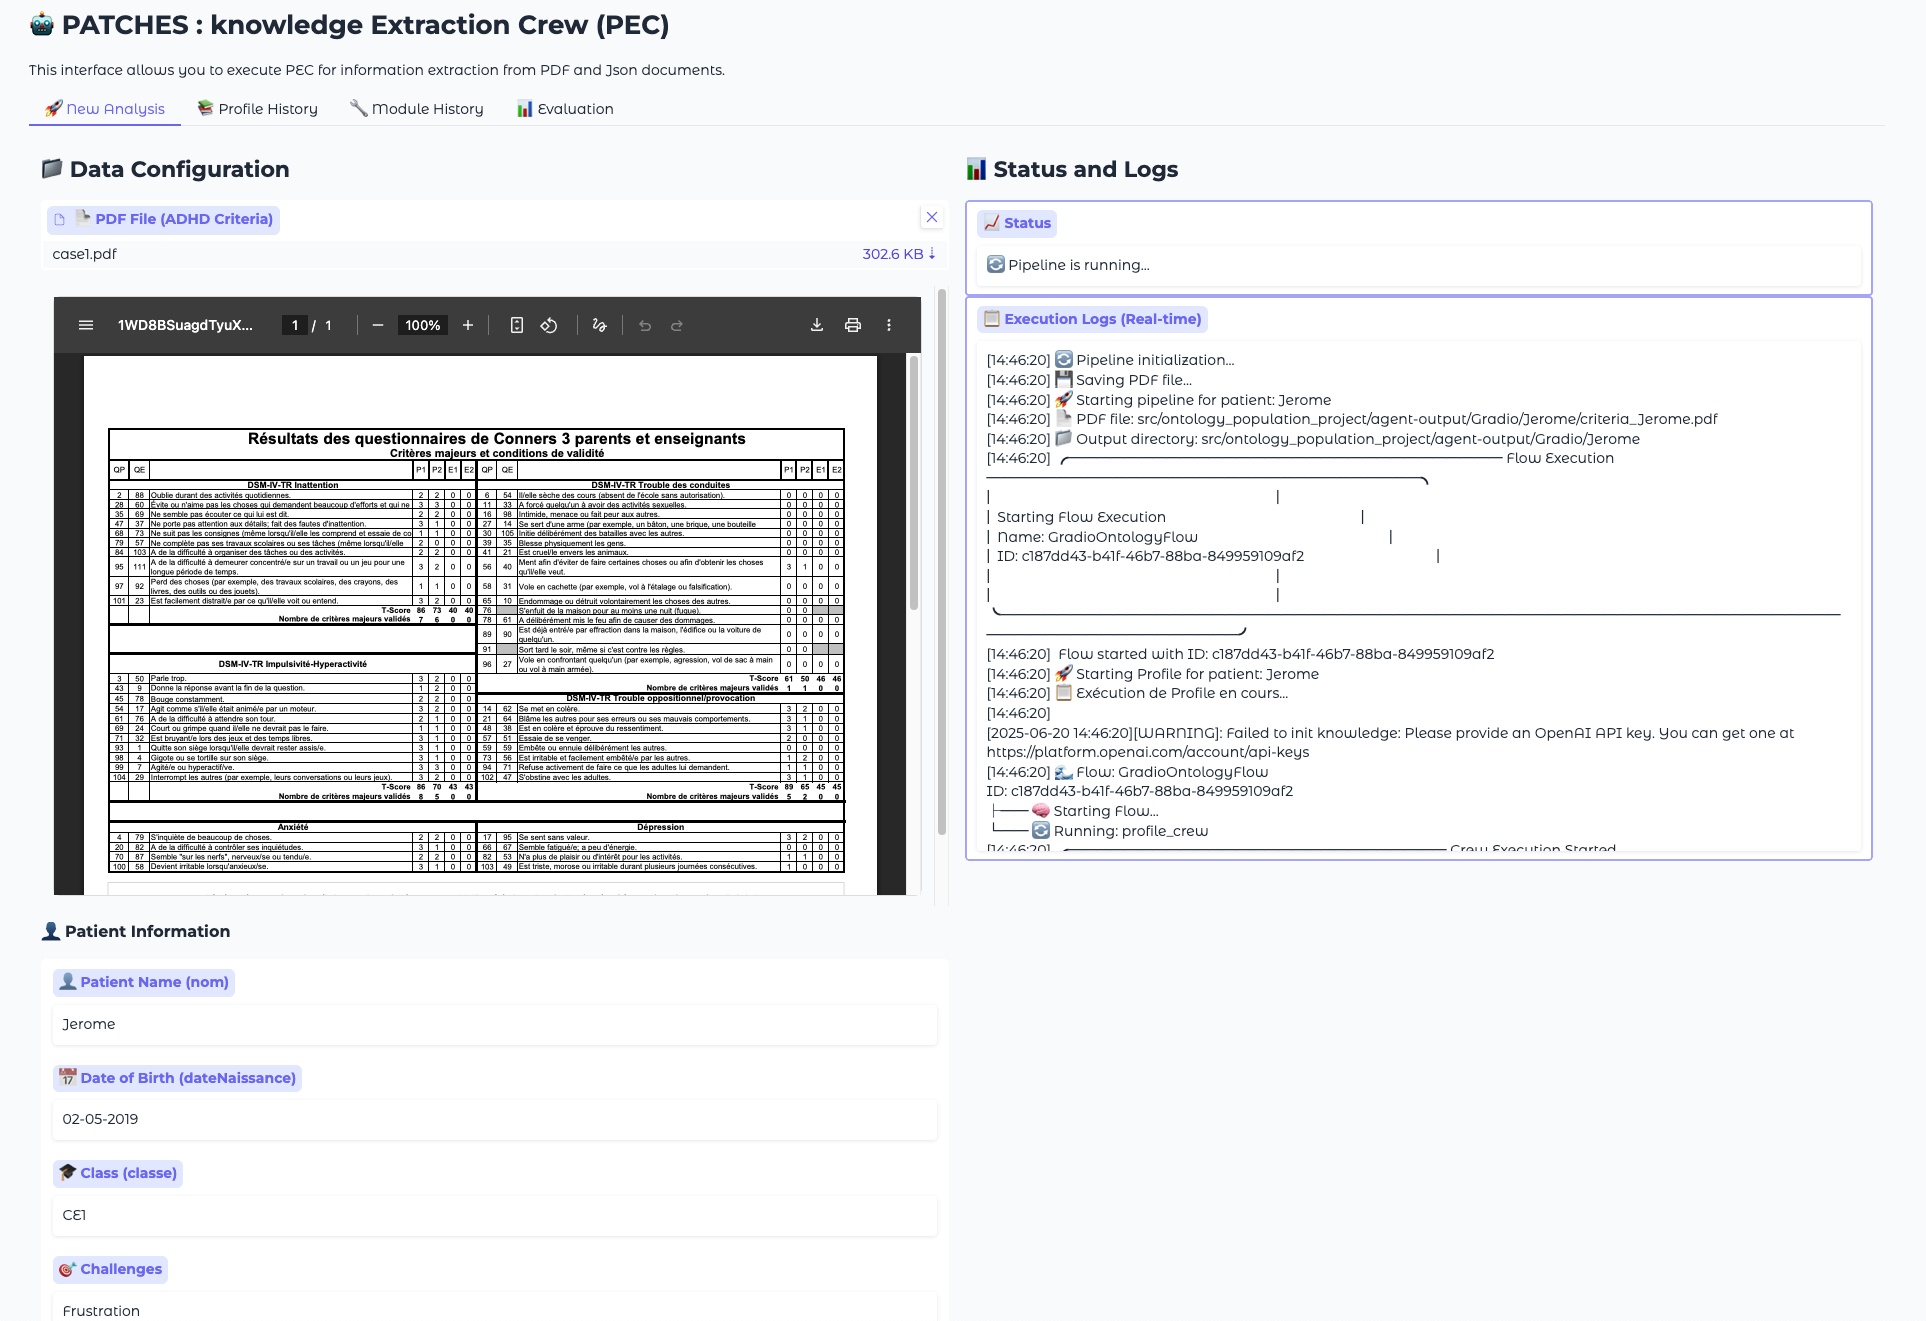 PATCHES : knowledge Extraction Crew (PEC)
This interface allows you to execute PEC for information extraction from PDF and Json documents.
New Analysis
Profile History
Module History
Evaluation
Data Configuration
PDF File (ADHD Criteria)
case1.pdf
302.6 KB ↓
1WD8BSuagdTyuX...
1 / 1
100%
Résultats des questionnaires de Conners 3 parents et enseignants
Critères majeurs et conditions de validité
QP QE P1 P2 E1 E2
DSM-IV-TR Inattention
2 88 Oublie durant des activités quotidiennes. 2 2 0 0
28 60 Évite ou n'aime pas les choses qui demandent beaucoup d'efforts et qui ne 3 3 0 0
35 69 Ne semble pas écouter ce qui lui est dit. 2 2 0 0
47 37 Ne porte pas attention aux détails; fait des fautes d'inattention. 3 1 0 0
68 73 Ne suit pas les consignes (même lorsqu'il/elle les comprend et essaie de co 1 1 0 0
79 57 Ne complète pas ses travaux scolaires ou ses tâches (même lorsqu'il/elle 2 0 0 0
84 103 A de la difficulté à organiser des tâches ou des activités. 2 2 0 0
95 111 A de la difficulté à demeurer concentré/e sur un travail ou un jeu pour une
longue période de temps. 3 2 0 0
97 92 Perd des choses (par exemple, des travaux scolaires, des crayons, des
livres, des outils ou des jouets). 1 1 0 0
101 23 Est facilement distrait/e par ce qu'il/elle voit ou entend. 3 2 0 0
T-Score 86 73 40 40
Nombre de critères majeurs validés 7 6 0 0
DSM-IV-TR Impulsivité-Hyperactivité
3 50 Parle trop. 3 2 0 0
43 9 Donne la réponse avant la fin de la question. 1 2 0 0
45 78 Bouge constamment. 2 2 0 0
54 17 Agit comme s'il/elle était animé/e par un moteur. 3 2 0 0
61 76 A de la difficulté à attendre son tour. 2 1 0 0
69 24 Court ou grimpe quand il/elle ne devrait pas le faire. 1 1 0 0
71 32 Est bruyant/e lors des jeux et des temps libres. 3 1 0 0
93 1 Quitte son siège lorsqu'il/elle devrait rester assis/e. 3 1 0 0
98 4 Gigote ou se tortille sur son siège. 3 1 0 0
99 7 Agité/e ou hyperactif/ve. 3 3 0 0
104 29 Interrompt les autres (par exemple, leurs conversations ou leurs jeux). 3 2 0 0
T-Score 86 70 43 43
Nombre de critères majeurs validés 8 5 0 0
Anxiété
4 79 S'inquiète de beaucoup de choses. 2 2 0 0
20 82 A de la difficulté à contrôler ses inquiétudes. 3 1 0 0
70 87 Semble "sur les nerfs", nerveux/se ou tendu/e. 2 2 0 0
100 58 Devient irritable lorsqu'anxieux/se. 3 1 0 0
QP QE P1 P2 E1 E2
DSM-IV-TR Trouble des conduites
6 54 Il/elle sèche des cours (absent de l'école sans autorisation). 0 0 0 0
11 33 A forcé quelqu'un à avoir des activités sexuelles. 0 0 0 0
16 98 Intimide, menace ou fait peur aux autres. 0 0 0 0
27 14 Se sert d'une arme (par exemple, un bâton, une brique, une bouteille 0 0 0 0
30 105 Initie délibérément des batailles avec les autres. 0 0 0 0
39 35 Blesse physiquement les gens. 0 0 0 0
41 21 Est cruel/le envers les animaux. 0 0 0 0
56 40 Ment afin d'éviter de faire certaines choses ou afin d'obtenir les choses
qu'il/elle veut. 3 1 0 0
58 31 Vole en cachette (par exemple, vol à l'étalage ou falsification). 0 0 0 0
65 10 Endommage ou détruit volontairement les choses des autres. 0 0 0 0
76 S'enfuit de la maison pour au moins une nuit (fugue). 0 0
78 61 A délibérément mis le feu afin de causer des dommages. 0 0 0 0
89 90 Est déjà entré/e par effraction dans la maison, l'édifice ou la voiture de
quelqu'un. 0 0 0 0
91 Sort tard le soir, même si c'est contre les règles. 0 0
96 27 Vole en confrontant quelqu'un (par exemple, agression, vol de sac à main
ou vol à main armée). 0 0 0 0
T-Score 61 50 46 46
Nombre de critères majeurs validés 1 1 0 0
DSM-IV-TR Trouble oppositionnel/provocation
14 62 Se met en colère. 3 2 0 0
21 64 Blâme les autres pour ses erreurs ou ses mauvais comportements. 3 1 0 0
48 38 Est en colère et éprouve du ressentiment. 3 1 0 0
57 51 Essaie de se venger. 2 0 0 0
59 59 Embête ou ennuie délibérément les autres. 0 0 0 0
73 56 Est irritable et facilement embêté/e par les autres. 1 2 0 0
94 71 Refuse activement de faire ce que les adultes lui demandent. 1 1 0 0
102 47 S'obstine avec les adultes. 3 1 0 0
T-Score 89 65 45 45
Nombre de critères majeurs validés 5 2 0 0
Dépression
17 95 Se sent sans valeur. 3 2 0 0
66 67 Semble fatigué/e; a peu d'énergie. 0 0 0 0
82 53 N'a plus de plaisir ou d'intérêt pour les activités. 1 1 0 0
103 49 Est triste, morose ou irritable durant plusieurs journées consécutives. 1 0 0 0
Patient Information
Patient Name (nom)
Jerome
Date of Birth (dateNaissance)
02-05-2019
Class (classe)
CE1
Challenges
Frustration
Status and Logs
Status
Pipeline is running...
Execution Logs (Real-time)
[14:46:20] Pipeline initialization...
[14:46:20] Saving PDF file...
[14:46:20] Starting pipeline for patient: Jerome
[14:46:20] PDF file: src/ontology_population_project/agent-output/Gradio/Jerome/criteria_Jerome.pdf
[14:46:20] Output directory: src/ontology_population_project/agent-output/Gradio/Jerome
[14:46:20] Flow Execution
Starting Flow Execution
Name: GradioOntologyFlow
ID: c187dd43-b41f-46b7-88ba-849959109af2
[14:46:20] Flow started with ID: c187dd43-b41f-46b7-88ba-849959109af2
[14:46:20] Starting Profile for patient: Jerome
[14:46:20] Exécution de Profile en cours...
[14:46:20]
[2025-06-20 14:46:20][WARNING]: Failed to init knowledge: Please provide an OpenAI API key. You can get one at
https://platform.openai.com/account/api-keys
[14:46:20] Flow: GradioOntologyFlow
ID: c187dd43-b41f-46b7-88ba-849959109af2
Starting Flow...
Running: profile_crew
[14:46:20] Crew Execution Started